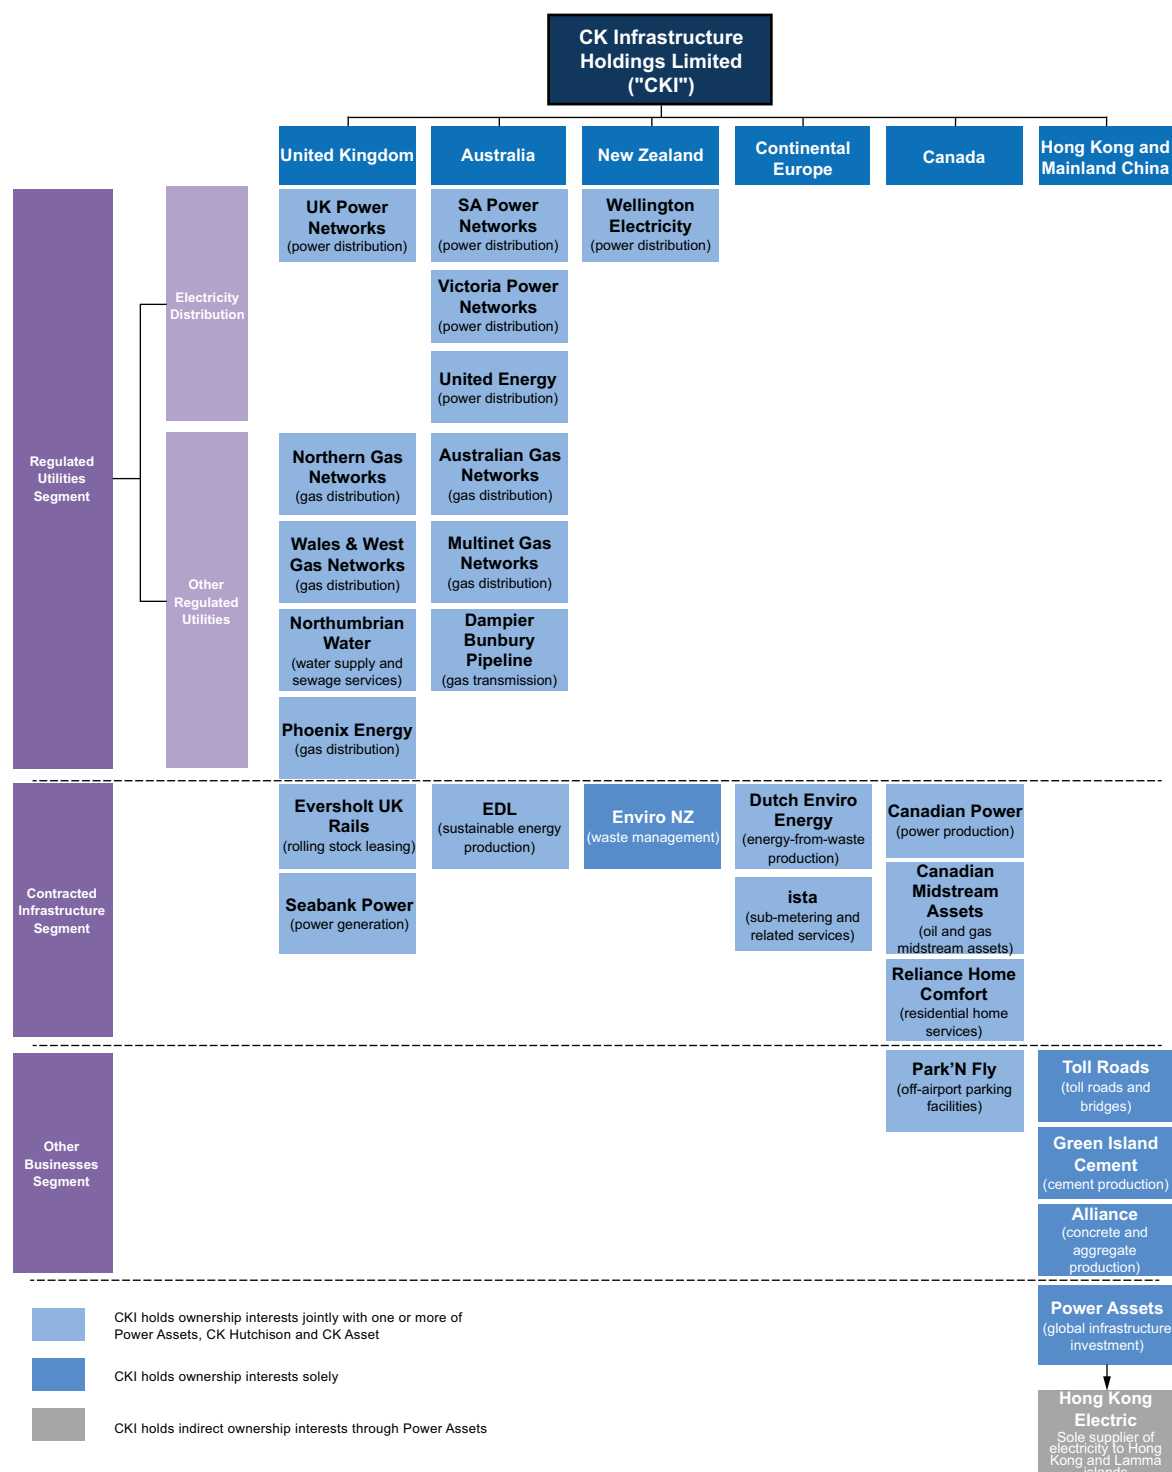 CK Infrastructure
Holdings Limited
("CKI")
United Kingdom
Australia
New Zealand
Continental
Europe
Canada
Hong Kong and
Mainland China
Regulated
Utilities
Segment
Electricity
Distribution
UK Power
Networks
(power distribution)
SA Power
Networks
(power distribution)
Wellington
Electricity
(power distribution)
Victoria Power
Networks
(power distribution)
United Energy
(power distribution)
Other
Regulated
Utilities
Northern Gas
Networks
(gas distribution)
Australian Gas
Networks
(gas distribution)
Wales & West
Gas Networks
(gas distribution)
Multinet Gas
Networks
(gas distribution)
Northumbrian
Water
(water supply and
sewage services)
Dampier
Bunbury
Pipeline
(gas transmission)
Phoenix Energy
(gas distribution)
Contracted
Infrastructure
Segment
Eversholt UK
Rails
(rolling stock leasing)
EDL
(sustainable energy
production)
Enviro NZ
(waste management)
Dutch Enviro
Energy
(energy-from-waste
production)
Canadian Power
(power production)
Seabank Power
(power generation)
ista
(sub-metering and
related services)
Canadian
Midstream
Assets
(oil and gas
midstream assets)
Reliance Home
Comfort
(residential home
services)
Other
Businesses
Segment
Park’N Fly
(off-airport parking
facilities)
Toll Roads
(toll roads and
bridges)
Green Island
Cement
(cement production)
Alliance
(concrete and
aggregate
production)
Power Assets
(global infrastructure
investment)
Hong Kong
Electric
Sole supplier of
electricity to Hong
Kong and Lamma
islands
CKI holds ownership interests jointly with one or more of
Power Assets, CK Hutchison and CK Asset
CKI holds ownership interests solely
CKI holds indirect ownership interests through Power Assets